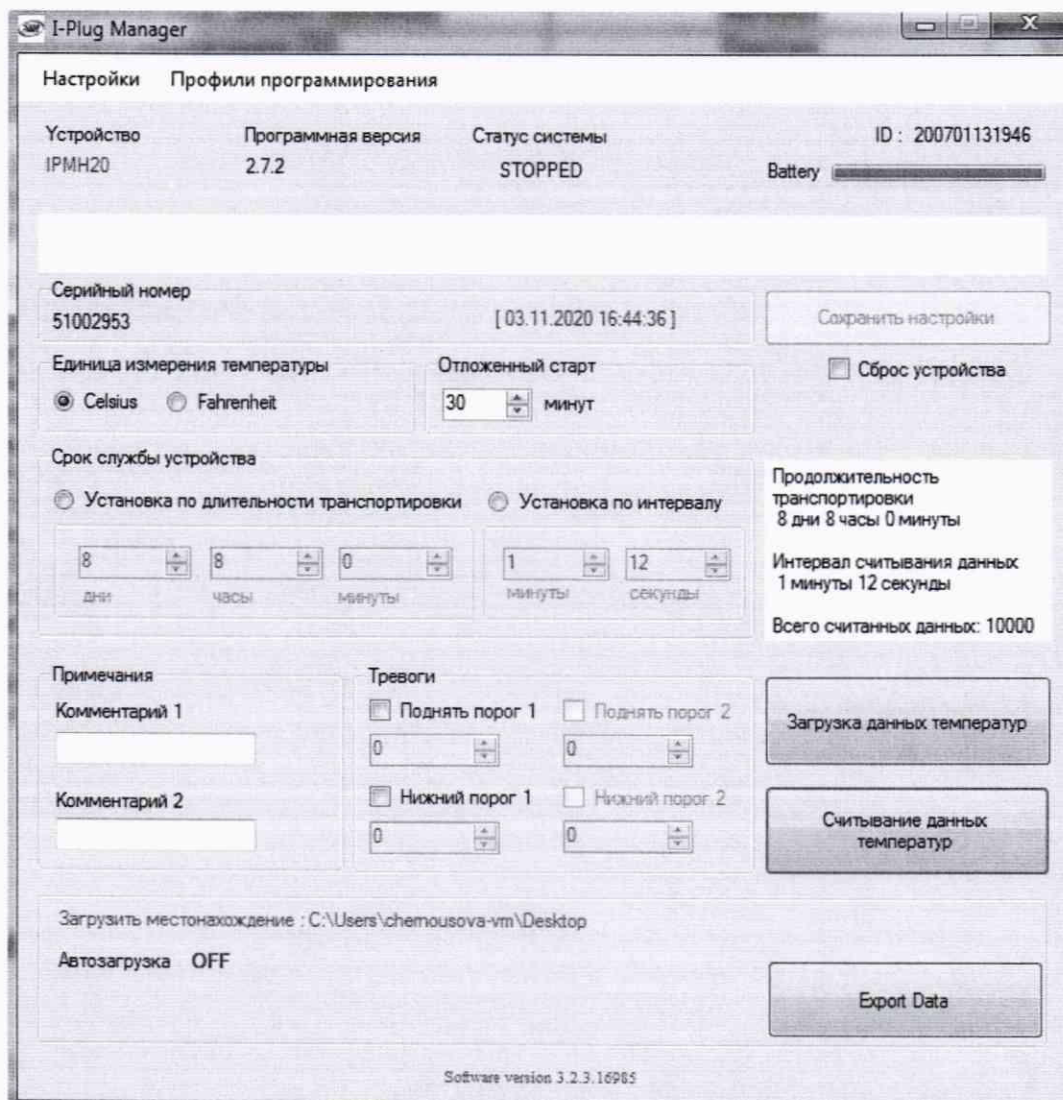 I-Plug Manager
Настройки Профили программирования
Устройство Программная версия Статус системы ID : 200701131946
IPMH20 2.7.2 STOPPED Battery
Серийный номер
51002953 [ 03.11.2020 16:44:36 ] Сохранить настройки
Единица измерения температуры Отложенный старт Сброс устройства
Celsius Fahrenheit 30 минут
Срок службы устройства
Установка по длительности транспортировки Установка по интервалу
8 8 0 1 12
дни часы минуты минуты секунды
Продолжительность
транспортировки
8 дни 8 часы 0 минуты
Интервал считывания данных
1 минуты 12 секунды
Всего считанных данных: 10000
Примечания Тревоги
Комментарий 1 Поднять порог 1 Поднять порог 2
0 0
Комментарий 2 Нижний порог 1 Нижний порог 2
0 0
Загрузка данных температур
Считывание данных
температур
Загрузить местонахождение : C:\Users\chernousova-vm\Desktop
Автозагрузка OFF
Export Data
Software version 3.2.3.16985